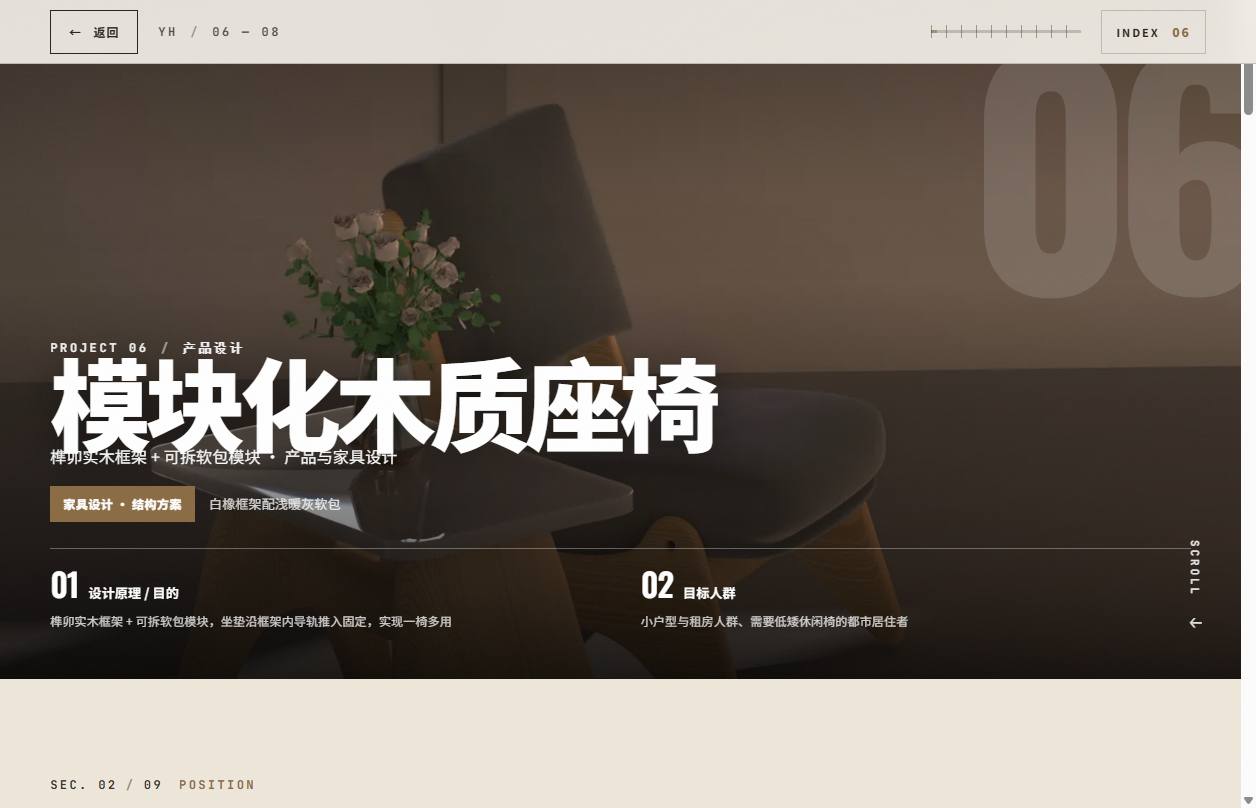 ← 返回
YH / 06 — 08
INDEX 06
06
PROJECT 06 / 产品设计
模块化木质座椅
榫卯实木框架 + 可拆软包模块 · 产品与家具设计
家具设计 · 结构方案
白橡框架配浅暖灰软包
01 设计原理 / 目的
榫卯实木框架 + 可拆软包模块，坐垫沿框架内导轨推入固定，实现一椅多用
02 目标人群
小户型与租房人群、需要低矮休闲椅的都市居住者
SCROLL
←
SEC. 02 / 09 POSITION